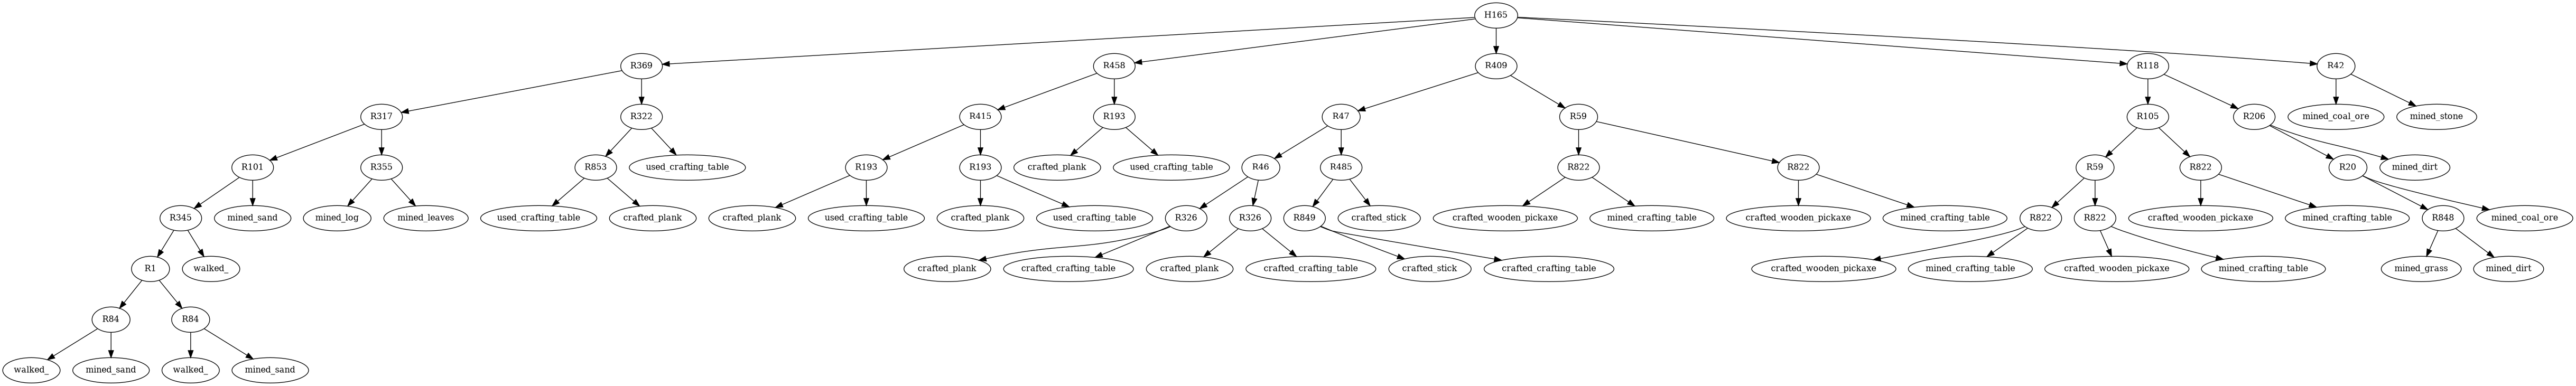 H165
R369 R458 R409 R118 R42
R317 R322 R415 R193 R47 R59 R105 R206 mined_coal_ore mined_stone
R101 R355 R853 used_crafting_table R193 R193 crafted_plank used_crafting_table R46 R485 R822 R822 R59 R822 R20 mined_dirt
R345 mined_sand mined_log mined_leaves used_crafting_table crafted_plank crafted_plank used_crafting_table crafted_plank used_crafting_table R326 R326 R849 crafted_stick crafted_wooden_pickaxe mined_crafting_table crafted_wooden_pickaxe mined_crafting_table R822 R822 crafted_wooden_pickaxe mined_crafting_table R848 mined_coal_ore
R1 walked_ crafted_plank crafted_crafting_table crafted_plank crafted_crafting_table crafted_stick crafted_crafting_table crafted_wooden_pickaxe mined_crafting_table crafted_wooden_pickaxe mined_crafting_table mined_grass mined_dirt
R84 R84
walked_ mined_sand walked_ mined_sand